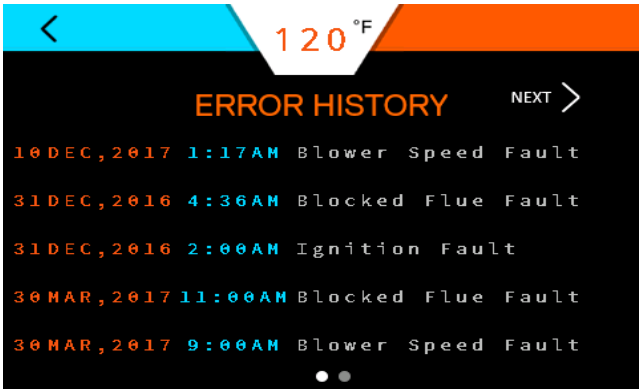 120°F
ERROR HISTORY
NEXT
10DEC,2017 1:17AM Blower Speed Fault
31DEC,2016 4:36AM Blocked Flue Fault
31DEC,2016 2:00AM Ignition Fault
30MAR,2017 11:00AM Blocked Flue Fault
30MAR,2017 9:00AM Blower Speed Fault